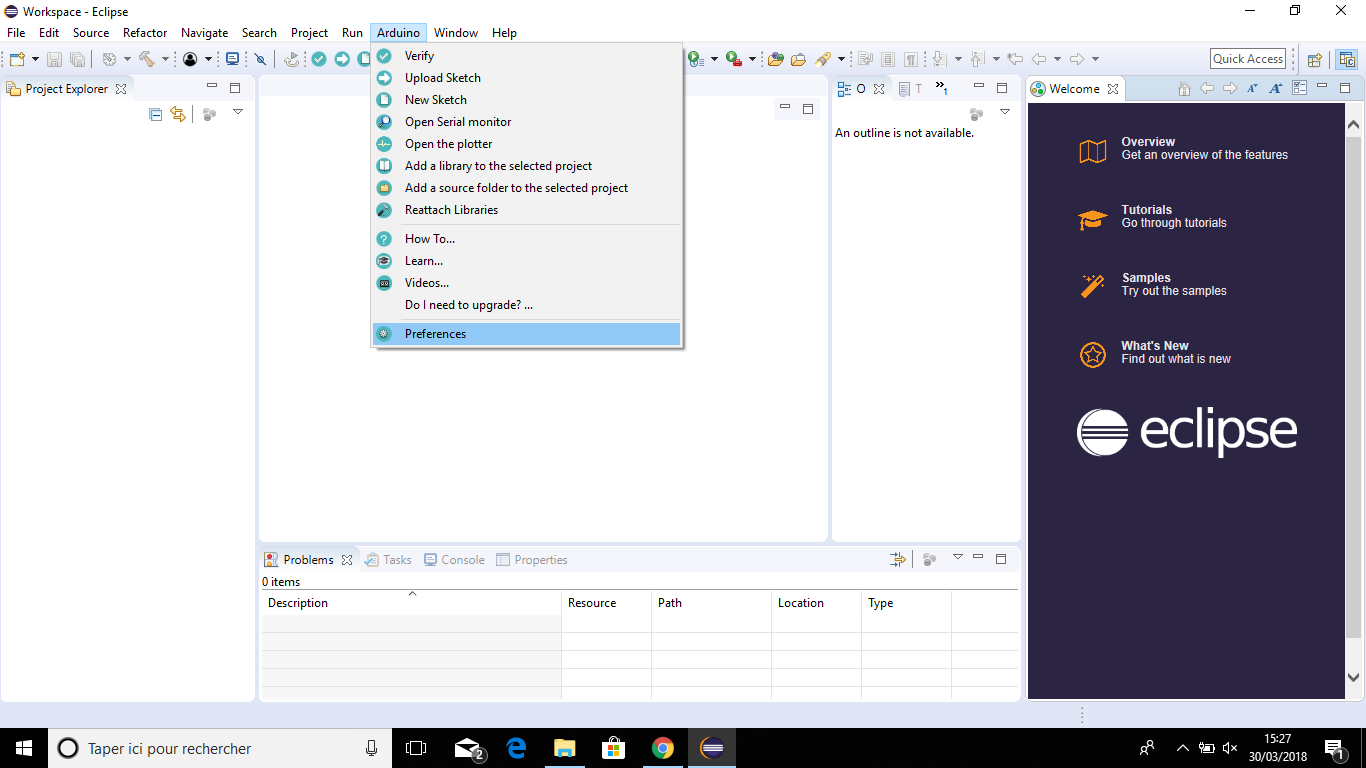 Workspace - Eclipse
File Edit Source Refactor Navigate Search Project Run Arduino Window Help
Quick Access
Verify
Upload Sketch
New Sketch
Open Serial monitor
Open the plotter
Add a library to the selected project
Add a source folder to the selected project
Reattach Libraries
How To...
Learn...
Videos...
Do I need to upgrade? ...
Preferences
Project Explorer
O T »1
An outline is not available.
Welcome
Overview
Get an overview of the features
Tutorials
Go through tutorials
Samples
Try out the samples
What's New
Find out what is new
eclipse
Problems Tasks Console Properties
0 items
Description Resource Path Location Type
Taper ici pour rechercher
2
15:27
30/03/2018
1